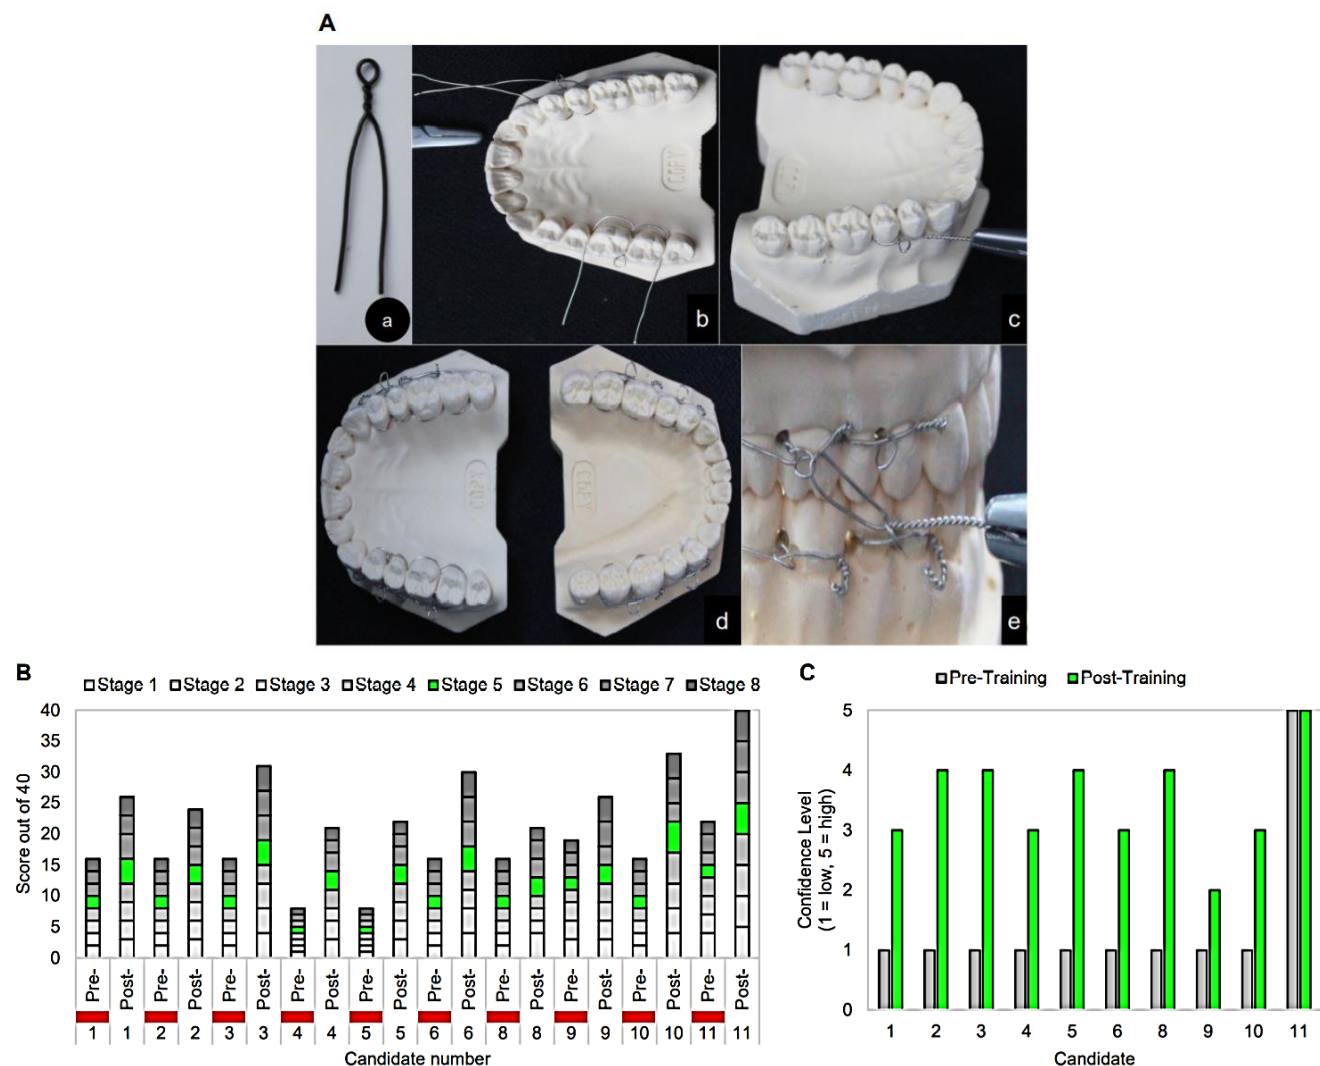 A
a
b
c
d
e
COPY
COPY
COPY
B
Stage 1 Stage 2 Stage 3 Stage 4 Stage 5 Stage 6 Stage 7 Stage 8
Score out of 40
40
35
30
25
20
15
10
5
0
Pre- Post- Pre- Post- Pre- Post- Pre- Post- Pre- Post- Pre- Post- Pre- Post- Pre- Post- Pre- Post- Pre- Post-
1 1 2 2 3 3 4 4 5 5 6 6 8 8 9 9 10 10 11 11
Candidate number
C
Pre-Training Post-Training
Confidence Level
(1 = low, 5 = high)
5
4
3
2
1
0
1 2 3 4 5 6 8 9 10 11
Candidate